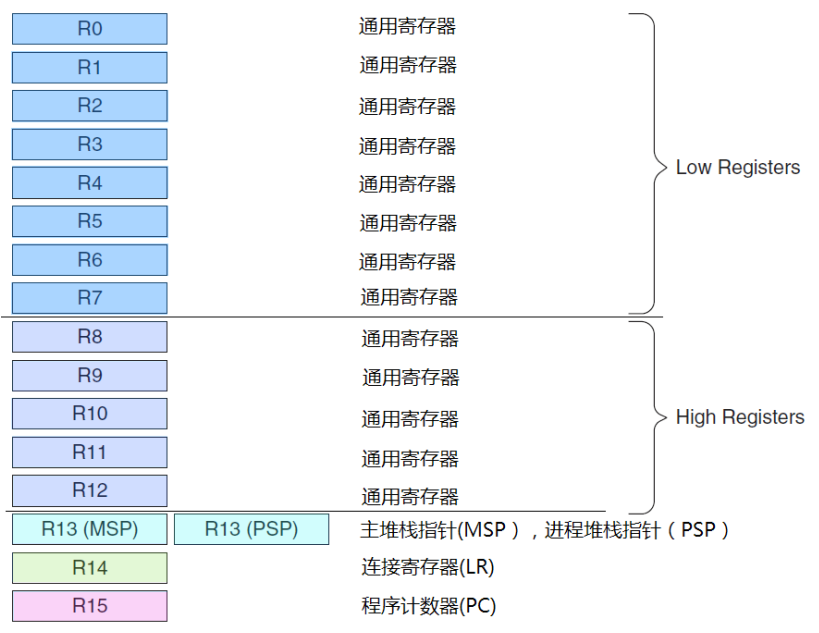 R0 通用寄存器
R1 通用寄存器
R2 通用寄存器
R3 通用寄存器
Low Registers
R4 通用寄存器
R5 通用寄存器
R6 通用寄存器
R7 通用寄存器
R8 通用寄存器
R9 通用寄存器
R10 通用寄存器
High Registers
R11 通用寄存器
R12 通用寄存器
R13 (MSP) R13 (PSP) 主堆栈指针(MSP），进程堆栈指针（PSP）
R14 连接寄存器(LR)
R15 程序计数器(PC)